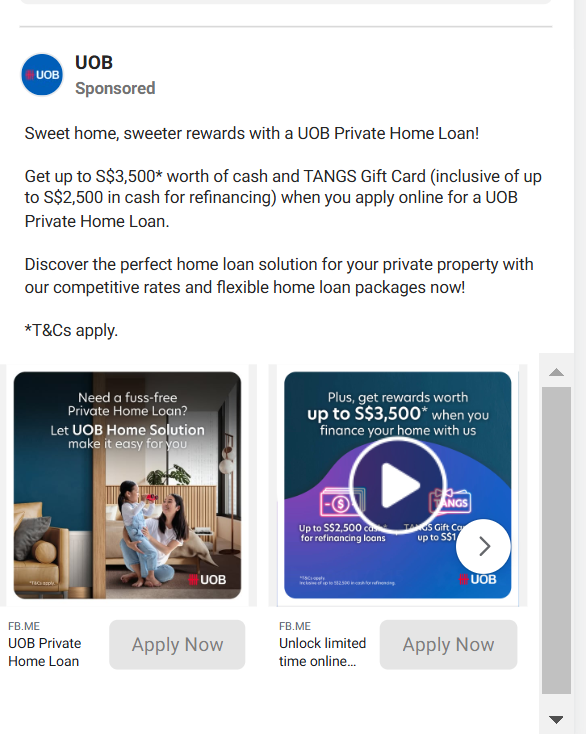 UOB
UOB
Sponsored
Sweet home, sweeter rewards with a UOB Private Home Loan!
Get up to S$3,500* worth of cash and TANGS Gift Card (inclusive of up
to S$2,500 in cash for refinancing) when you apply online for a UOB
Private Home Loan.
Discover the perfect home loan solution for your private property with
our competitive rates and flexible home loan packages now!
*T&Cs apply.
Need a fuss-free
Private Home Loan?
Let UOB Home Solution
make it easy for you
*T&Cs apply
UOB
Plus, get rewards worth
up to S$3,500* when you
finance your home with us
$
TANGS
Up to S$2,500
for refinancing loans
TANGS Gift
up to
*T&Cs apply
Inclusive of up to S$2,500 in cash for refinancing
UOB
FB.ME
UOB Private
Home Loan
Apply Now
FB.ME
Unlock limited
time online...
Apply Now